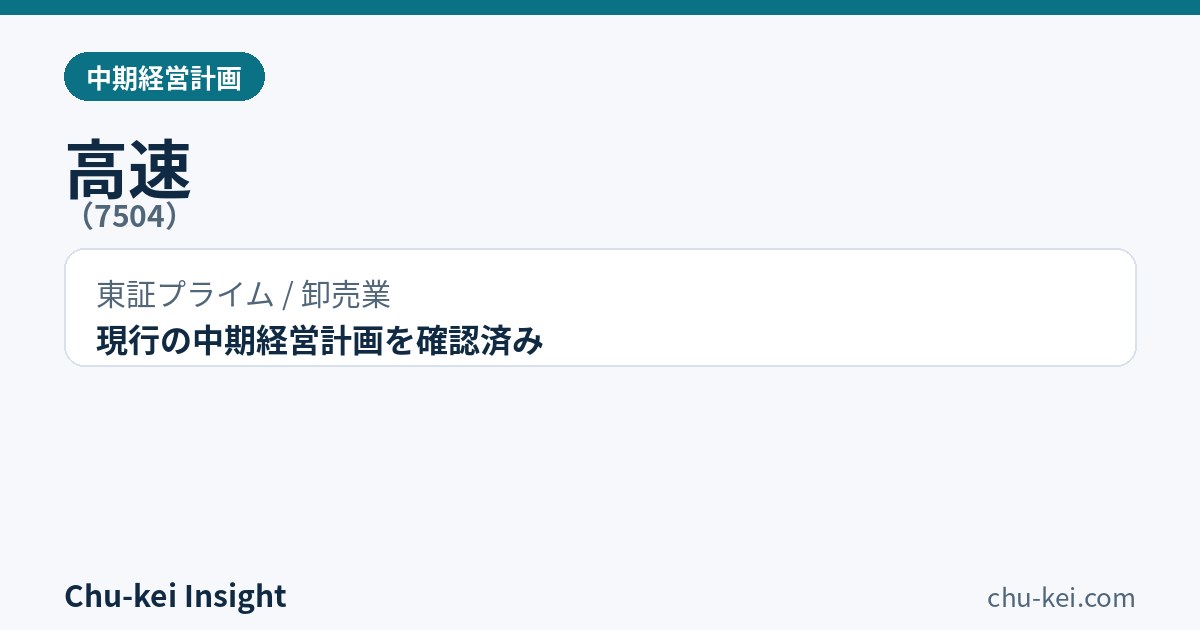 中期経営計画
高速
（7504）
東証プライム / 卸売業
現行の中期経営計画を確認済み
Chu-kei Insight
chu-kei.com